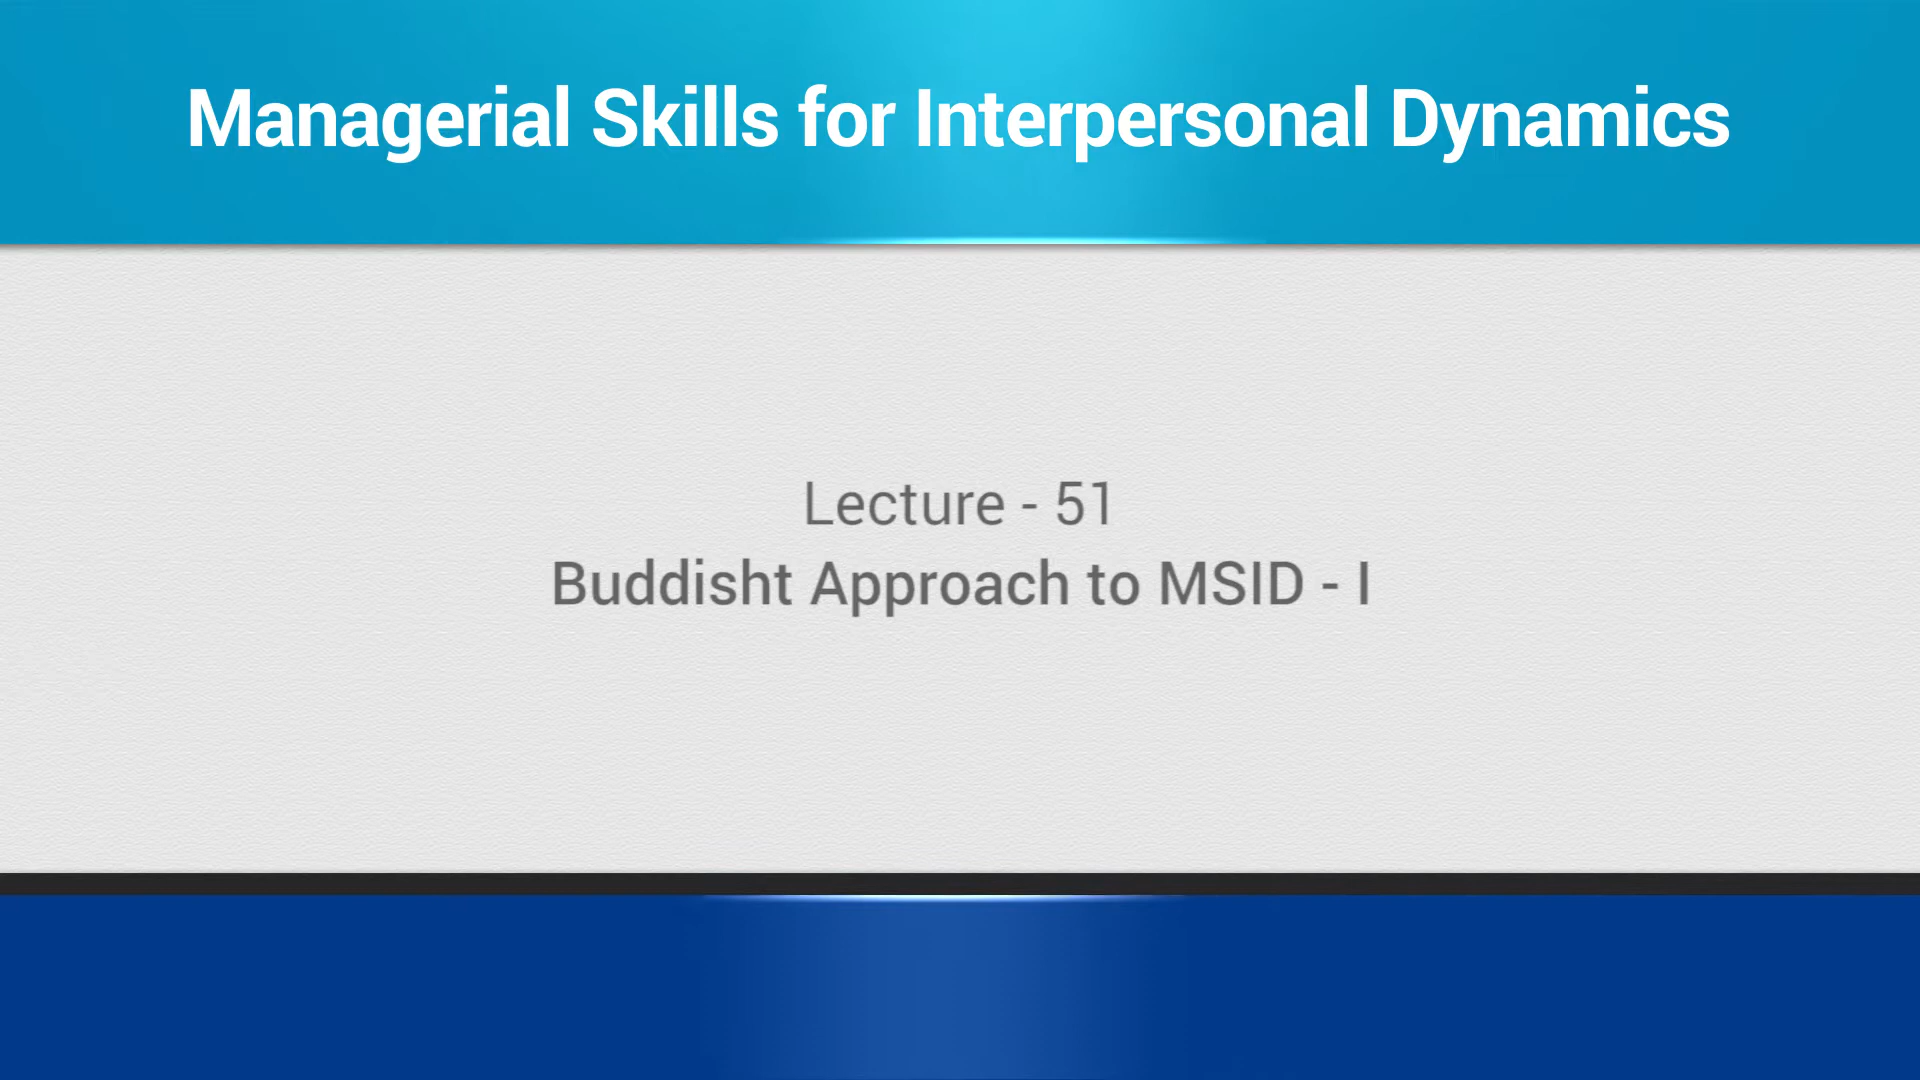 Managerial Skills for Interpersonal Dynamics
Lecture - 51
Buddisht Approach to MSID - I